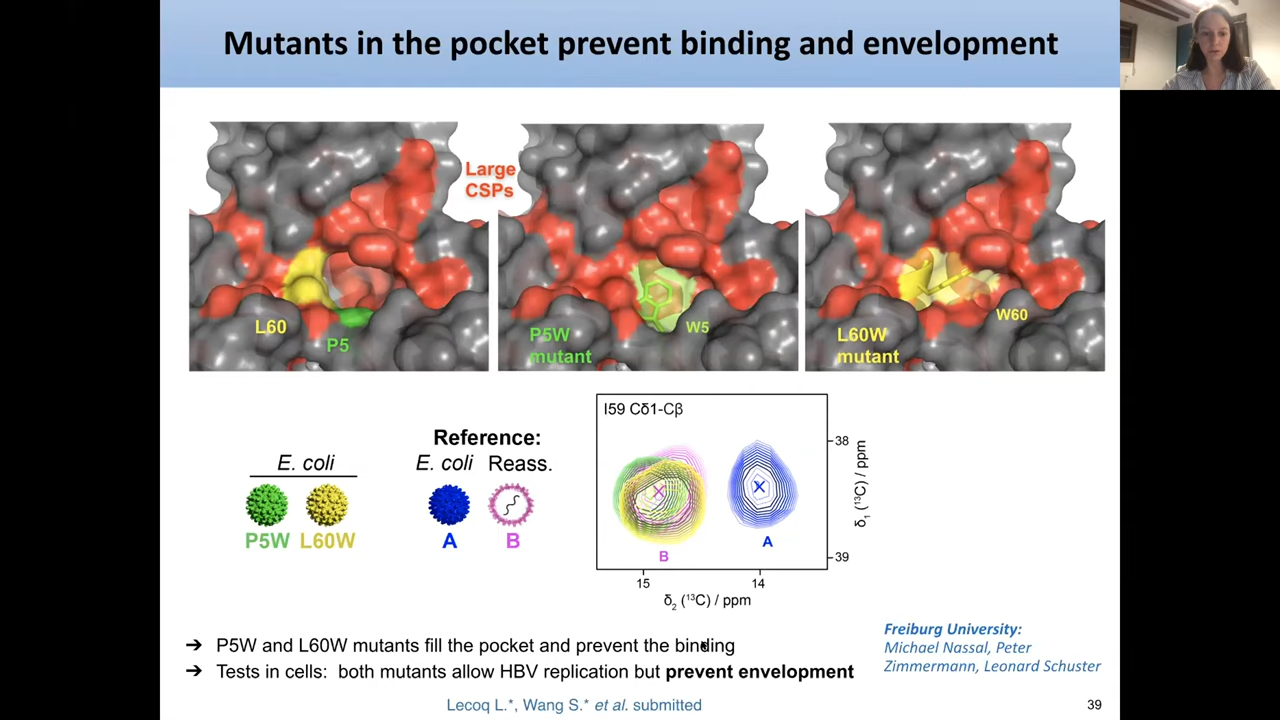 Mutants in the pocket prevent binding and envelopment
Large
CSPs
L60
P5
P5W
mutant
W5
L60W
mutant
W60
E. coli
P5W L60W
Reference:
E. coli Reass.
A B
I59 Cδ1-Cβ
B
A
38
39
δ₁ (¹³C) / ppm
15 14
δ₂ (¹³C) / ppm
➔ P5W and L60W mutants fill the pocket and prevent the binding
➔ Tests in cells: both mutants allow HBV replication but prevent envelopment
Freiburg University:
Michael Nassal, Peter
Zimmermann, Leonard Schuster
Lecoq L.*, Wang S.* et al. submitted
39